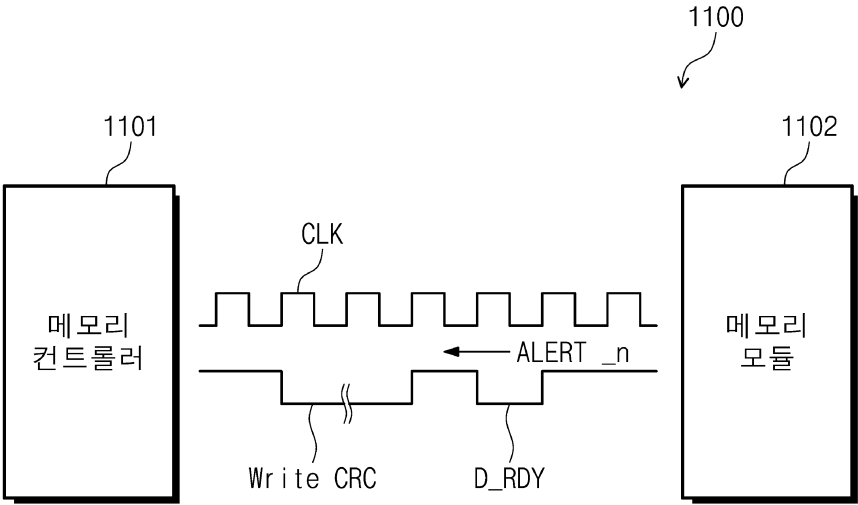 1100
1101
1102
CLK
메모리
컨트롤러
메모리
모듈
ALERT _n
Write CRC
D_RDY